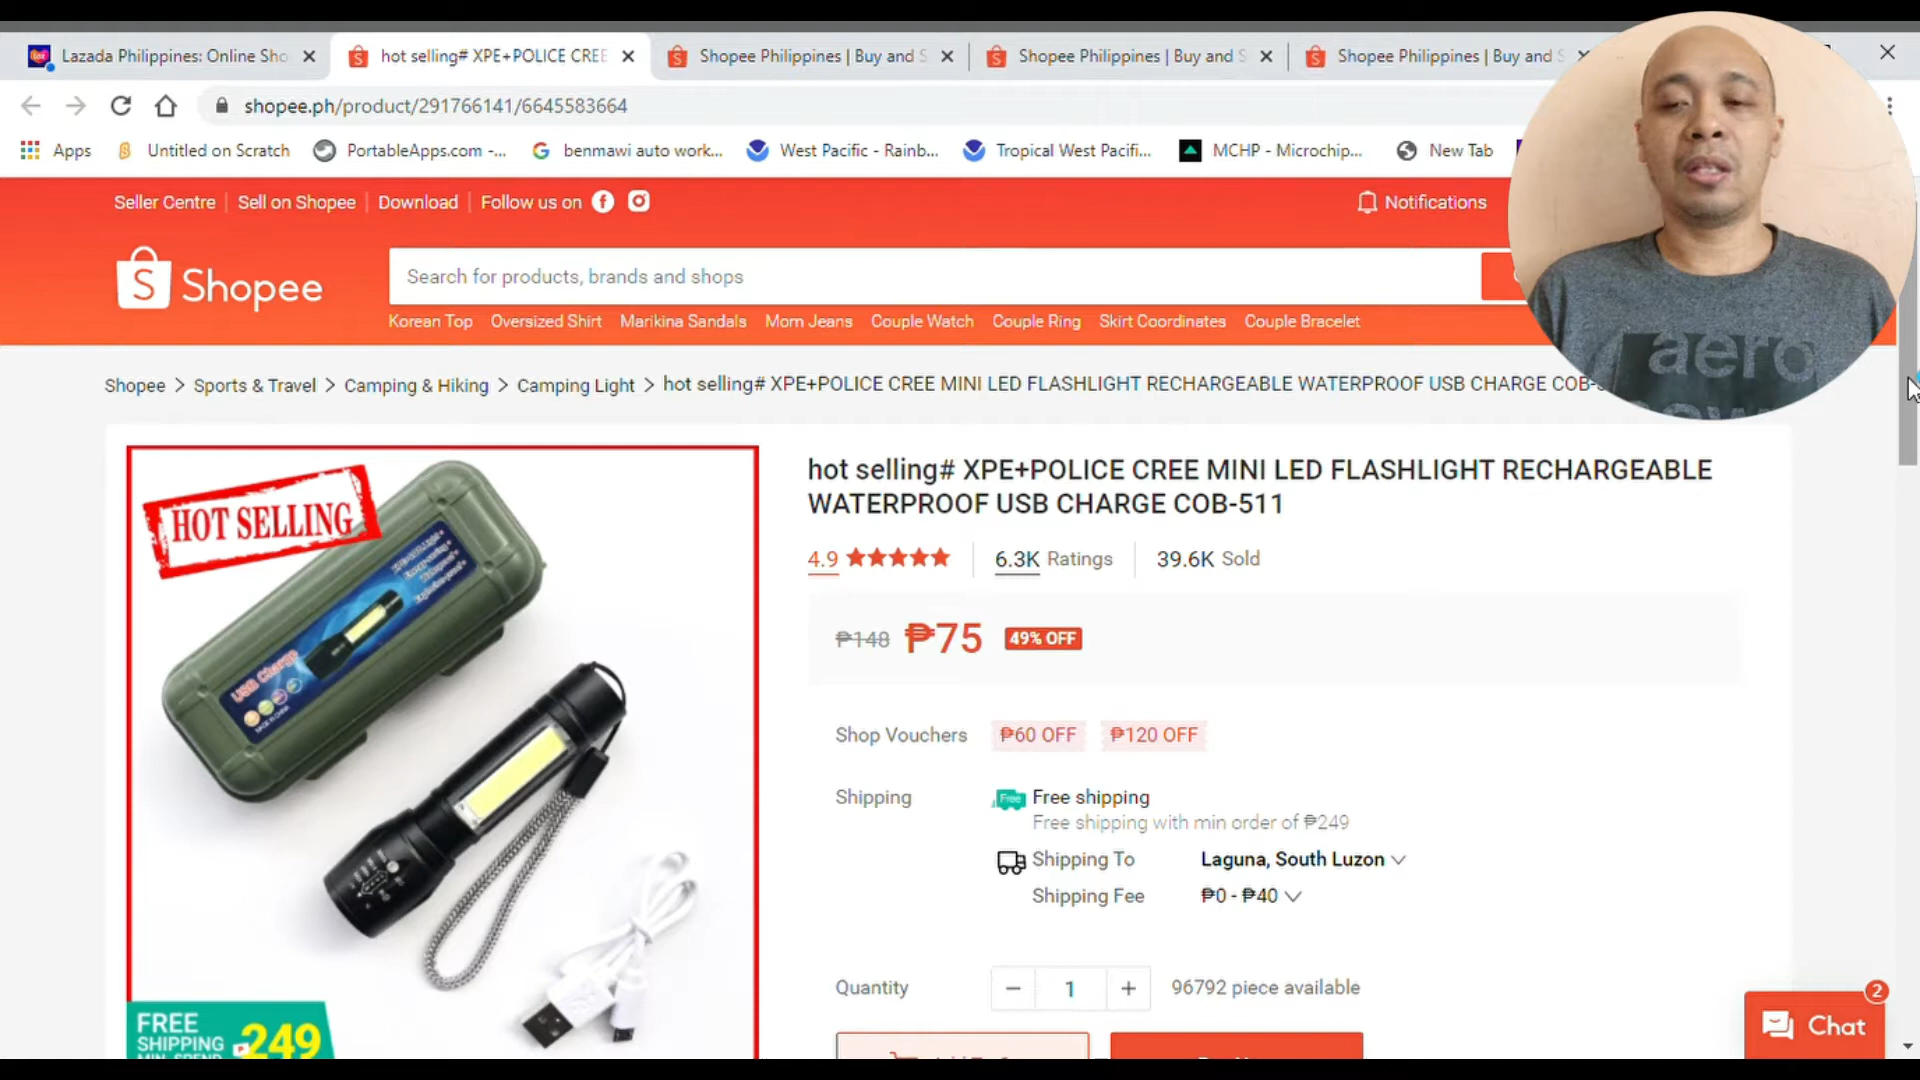 Lazada Philippines: Online Sho
hot selling# XPE+POLICE CREE
Shopee Philippines | Buy and S
Shopee Philippines | Buy and S
Shopee Philippines | Buy and S
shopee.ph/product/291766141/6645583664
Apps
Untitled on Scratch
PortableApps.com -...
benmawi auto work...
West Pacific - Rainb...
Tropical West Pacifi...
MCHP - Microchip...
New Tab
Seller Centre
Sell on Shopee
Download
Follow us on
Notifications
Shopee
Search for products, brands and shops
Korean Top Oversized Shirt Marikina Sandals Mom Jeans Couple Watch Couple Ring Skirt Coordinates Couple Bracelet
aero
Shopee > Sports & Travel > Camping & Hiking > Camping Light > hot selling# XPE+POLICE CREE MINI LED FLASHLIGHT RECHARGEABLE WATERPROOF USB CHARGE COB-
HOT SELLING
USB Charge
MADE IN CHINA
FREE
SHIPPING
249
hot selling# XPE+POLICE CREE MINI LED FLASHLIGHT RECHARGEABLE
WATERPROOF USB CHARGE COB-511
4.9
6.3K Ratings
39.6K Sold
₱148 ₱75 49% OFF
Shop Vouchers ₱60 OFF ₱120 OFF
Shipping
Free
Free shipping
Free shipping with min order of ₱249
Shipping To Laguna, South Luzon
Shipping Fee ₱0 - ₱40
Quantity − 1 + 96792 piece available
2
Chat